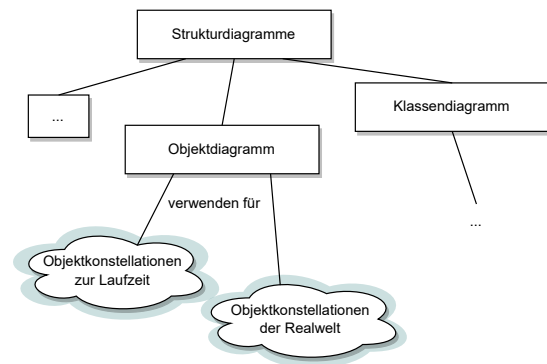 Strukturdiagramme
...
Klassendiagramm
Objektdiagramm
verwenden für
...
Objektkonstellationen
zur Laufzeit
Objektkonstellationen
der Realwelt